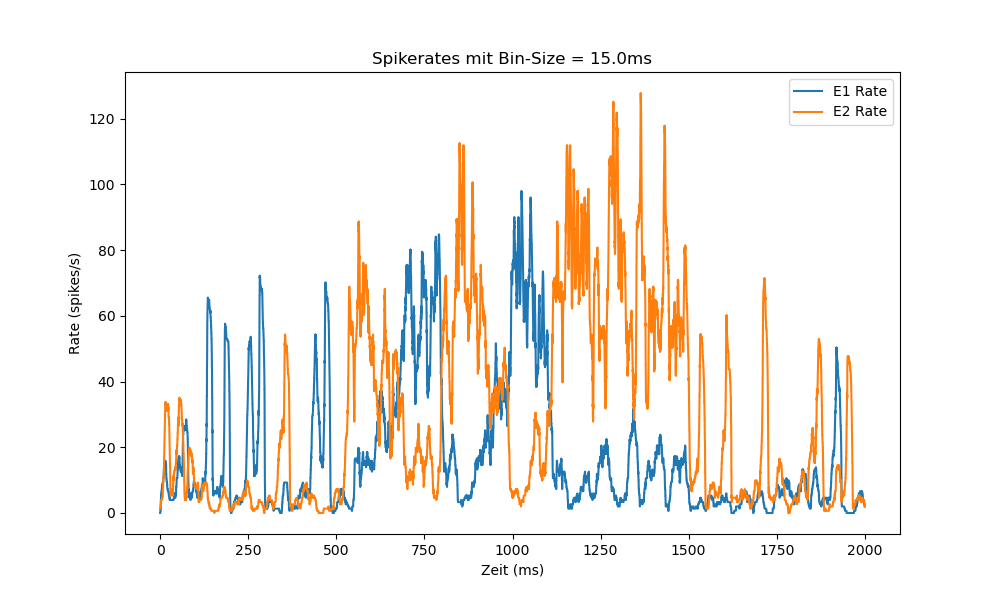 Spikerates mit Bin-Size = 15.0ms
E1 Rate
E2 Rate
Rate (spikes/s)
120
100
80
60
40
20
0
0 250 500 750 1000 1250 1500 1750 2000
Zeit (ms)